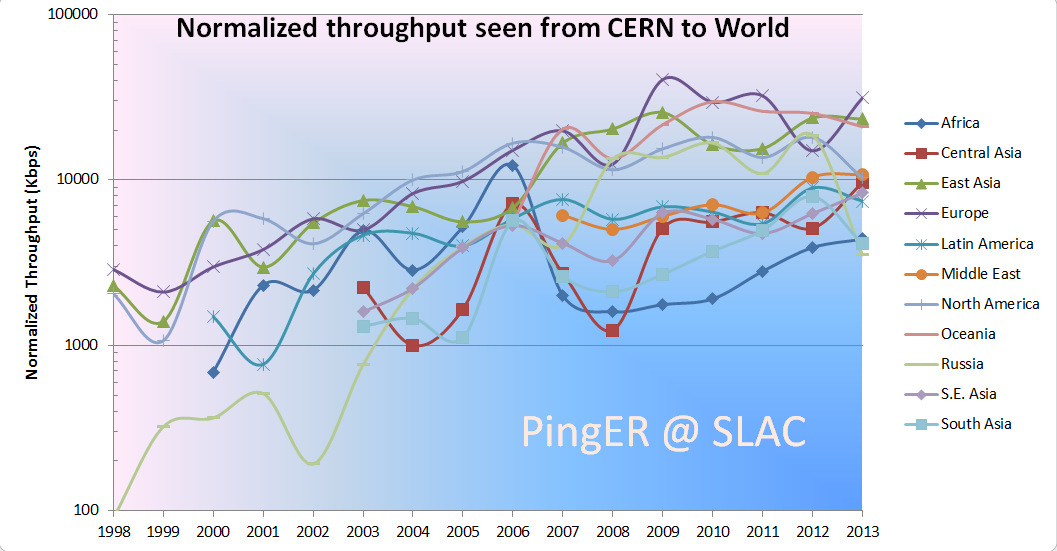 Normalized throughput seen from CERN to World
Normalized Throughput (Kbps)
100000
10000
1000
100
1998 1999 2000 2001 2002 2003 2004 2005 2006 2007 2008 2009 2010 2011 2012 2013
Africa
Central Asia
East Asia
Europe
Latin America
Middle East
North America
Oceania
Russia
S.E. Asia
South Asia
PingER @ SLAC